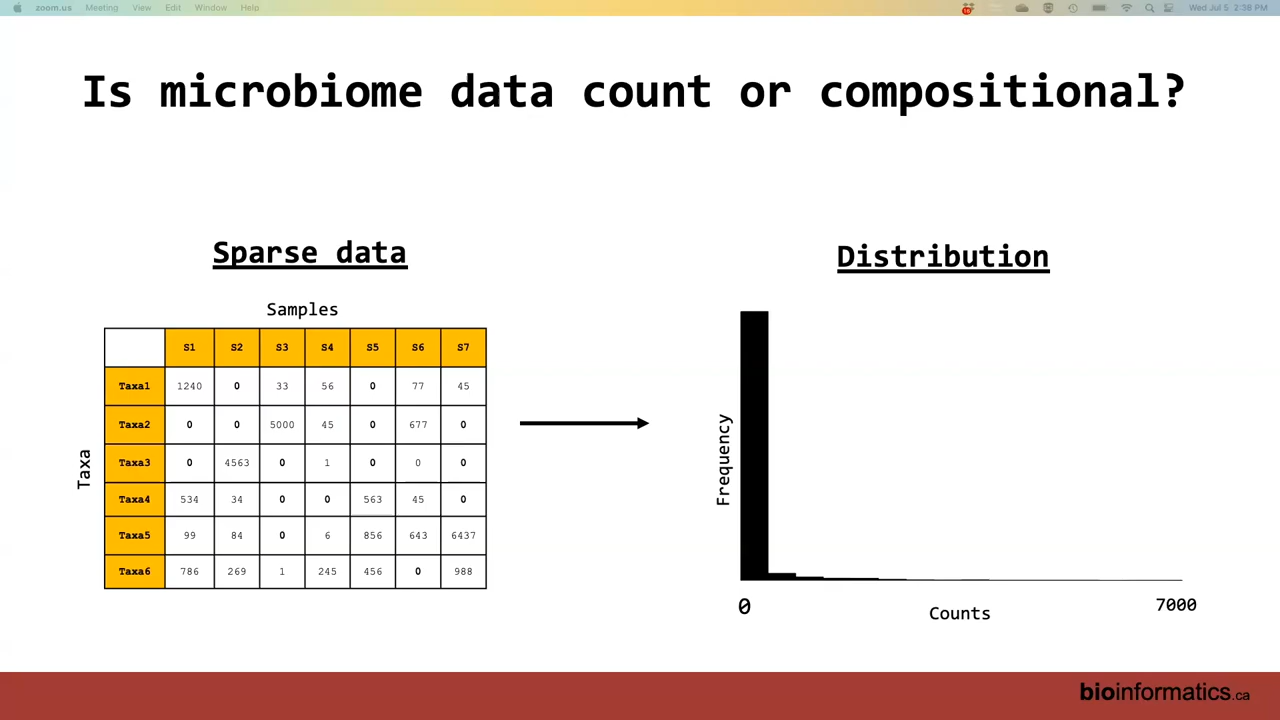 zoom.us Meeting View Edit Window Help Wed Jul 5 2:38 PM
Is microbiome data count or compositional?
Sparse data
Samples
S1 S2 S3 S4 S5 S6 S7
Taxa
Taxa1 1240 0 33 56 0 77 45
Taxa2 0 0 5000 45 0 677 0
Taxa3 0 4563 0 1 0 0 0
Taxa4 534 34 0 0 563 45 0
Taxa5 99 84 0 6 856 643 6437
Taxa6 786 269 1 245 456 0 988
Distribution
Frequency
0 7000
Counts
bioinformatics.ca